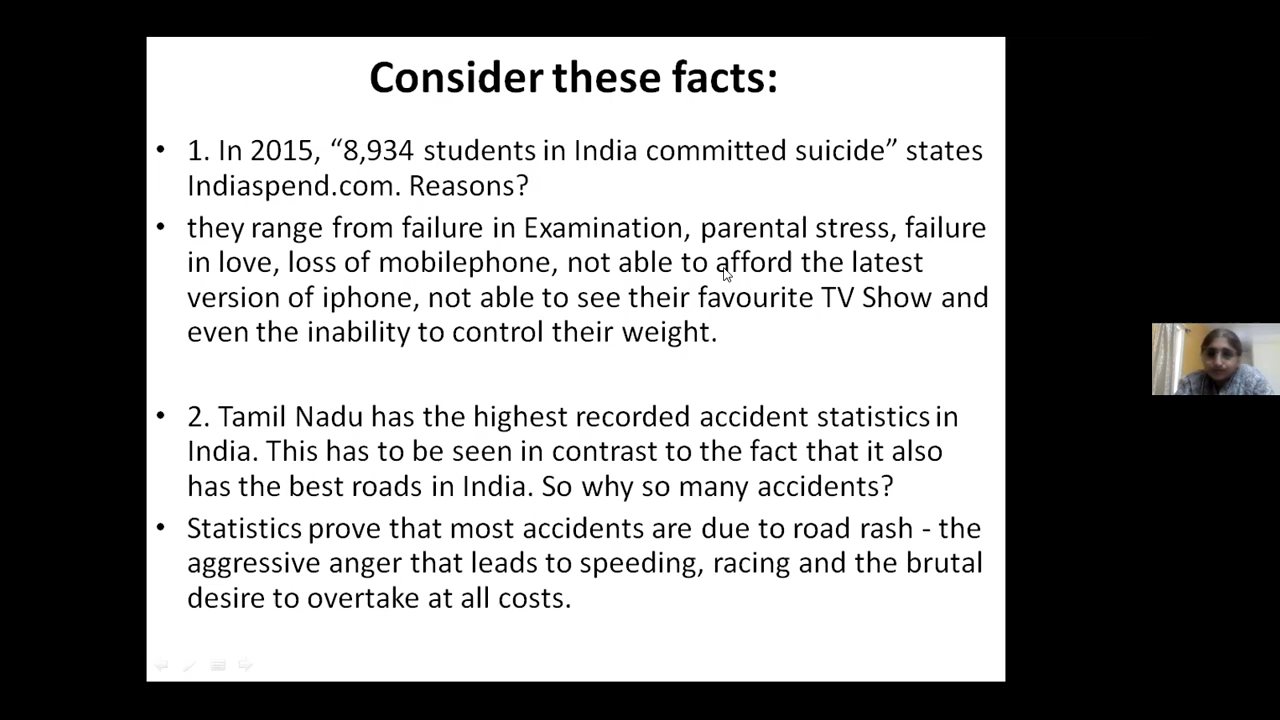 Consider these facts:
• 1. In 2015, “8,934 students in India committed suicide” states
Indiaspend.com. Reasons?
• they range from failure in Examination, parental stress, failure
in love, loss of mobilephone, not able to afford the latest
version of iphone, not able to see their favourite TV Show and
even the inability to control their weight.
• 2. Tamil Nadu has the highest recorded accident statistics in
India. This has to be seen in contrast to the fact that it also
has the best roads in India. So why so many accidents?
• Statistics prove that most accidents are due to road rash - the
aggressive anger that leads to speeding, racing and the brutal
desire to overtake at all costs.